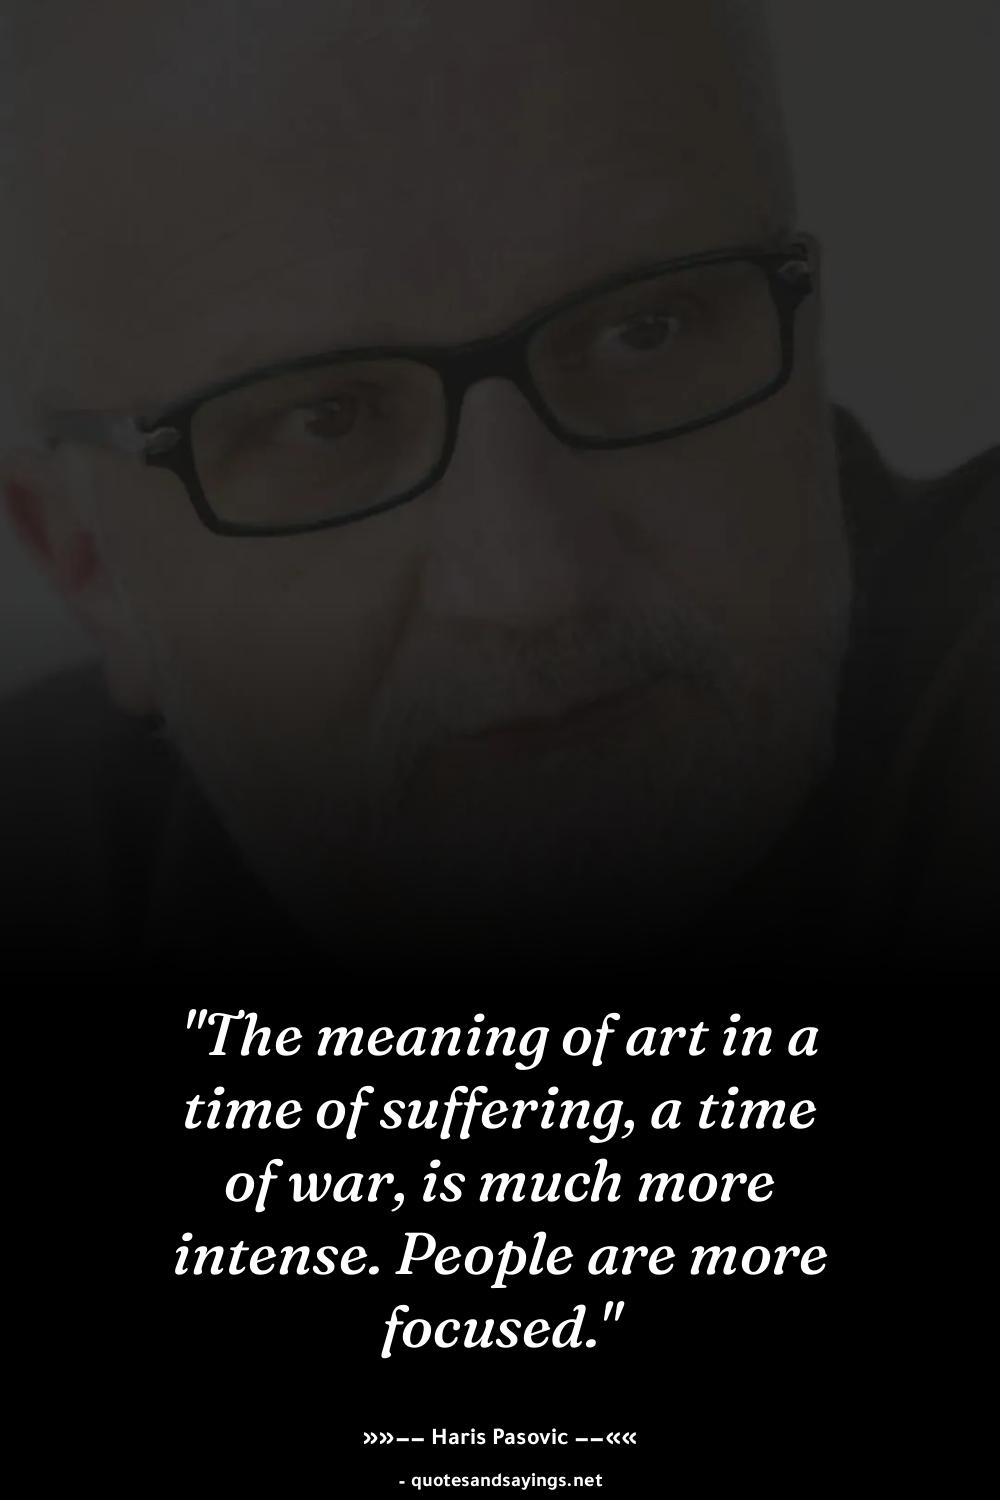 "The meaning of art in a
time of suffering, a time
of war, is much more
intense. People are more
focused."
»»–– Haris Pasovic ––««
- quotesandsayings.net